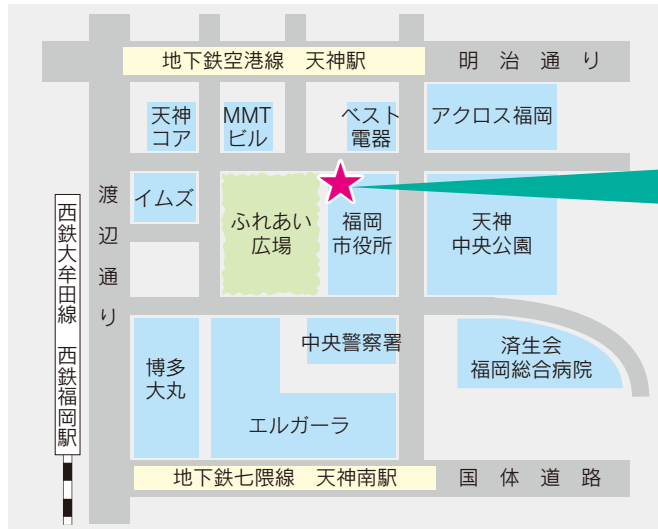 地下鉄空港線 天神駅
明治通り
天神
コア
MMT
ビル
ベスト
電器
アクロス福岡
渡辺通り
イムズ
ふれあい
広場
福岡
市役所
天神
中央公園
西鉄大牟田線 西鉄福岡駅
中央警察署
済生会
福岡総合病院
博多
大丸
エルガーラ
地下鉄七隈線 天神南駅
国体道路